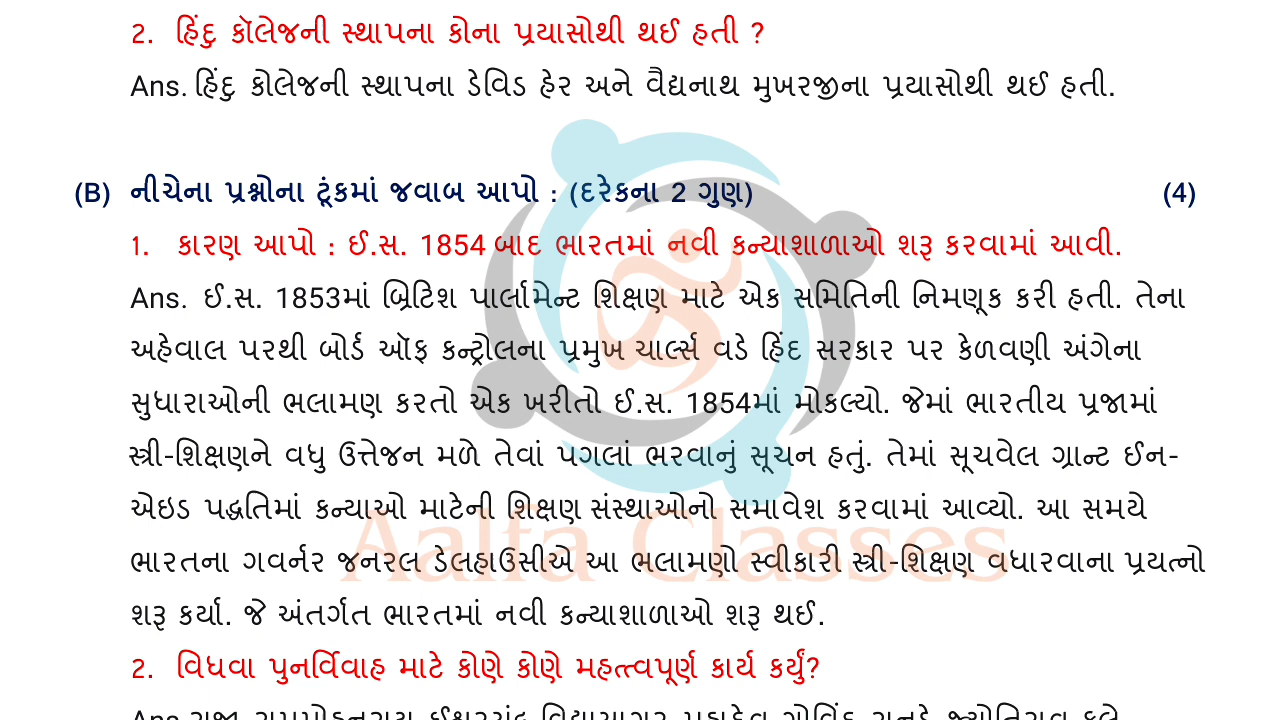 2. હિંદુ કૉલેજની સ્થાપના કોના પ્રયાસોથી થઈ હતી ?
Ans. હિંદુ કોલેજની સ્થાપના ડેવિડ હેર અને વૈદ્યનાથ મુખરજીના પ્રયાસોથી થઈ હતી.
(B) નીચેના પ્રશ્નોના ટૂંકમાં જવાબ આપો : (દરેકના 2 ગુણ) (4)
1. કારણ આપો : ઈ.સ. 1854 બાદ ભારતમાં નવી કન્યાશાળાઓ શરૂ કરવામાં આવી.
Ans. ઈ.સ. 1853માં બ્રિટિશ પાર્લામેન્ટ શિક્ષણ માટે એક સમિતિની નિમણૂક કરી હતી. તેના
અહેવાલ પરથી બોર્ડ ઑફ કન્ટ્રોલના પ્રમુખ ચાર્લ્સ વડે હિંદ સરકાર પર કેળવણી અંગેના
સુધારાઓની ભલામણ કરતો એક ખરીતો ઈ.સ. 1854માં મોકલ્યો. જેમાં ભારતીય પ્રજામાં
સ્ત્રી-શિક્ષણને વધુ ઉત્તેજન મળે તેવાં પગલાં ભરવાનું સૂચન હતું. તેમાં સૂચવેલ ગ્રાન્ટ ઈન-
એઇડ પદ્ધતિમાં કન્યાઓ માટેની શિક્ષણ સંસ્થાઓનો સમાવેશ કરવામાં આવ્યો. આ સમયે
ભારતના ગવર્નર જનરલ ડેલહાઉસીએ આ ભલામણો સ્વીકારી સ્ત્રી-શિક્ષણ વધારવાના પ્રયત્નો
શરૂ કર્યા. જે અંતર્ગત ભારતમાં નવી કન્યાશાળાઓ શરૂ થઈ.
2. વિધવા પુનર્વિવાહ માટે કોણે કોણે મહત્ત્વપૂર્ણ કાર્ય કર્યું?
Aalfa Classes